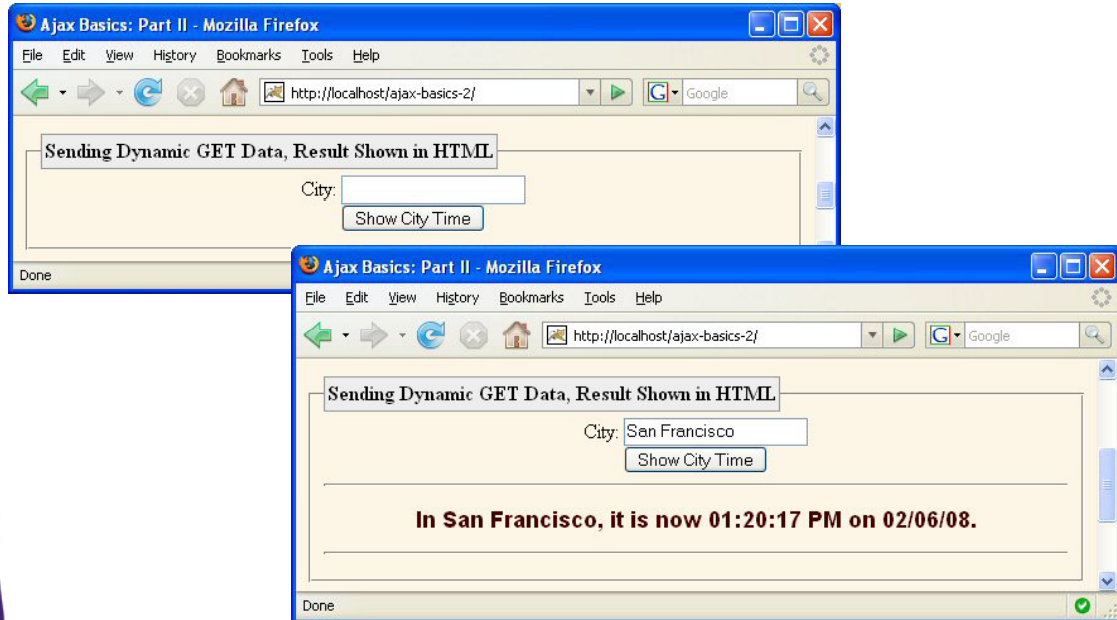 Ajax Basics: Part II - Mozilla Firefox
File Edit View History Bookmarks Tools Help
http://localhost/ajax-basics-2/
G Google
Sending Dynamic GET Data, Result Shown in HTML
City:
Show City Time
Done
Ajax Basics: Part II - Mozilla Firefox
File Edit View History Bookmarks Tools Help
http://localhost/ajax-basics-2/
G Google
Sending Dynamic GET Data, Result Shown in HTML
City: San Francisco
Show City Time
In San Francisco, it is now 01:20:17 PM on 02/06/08.
Done